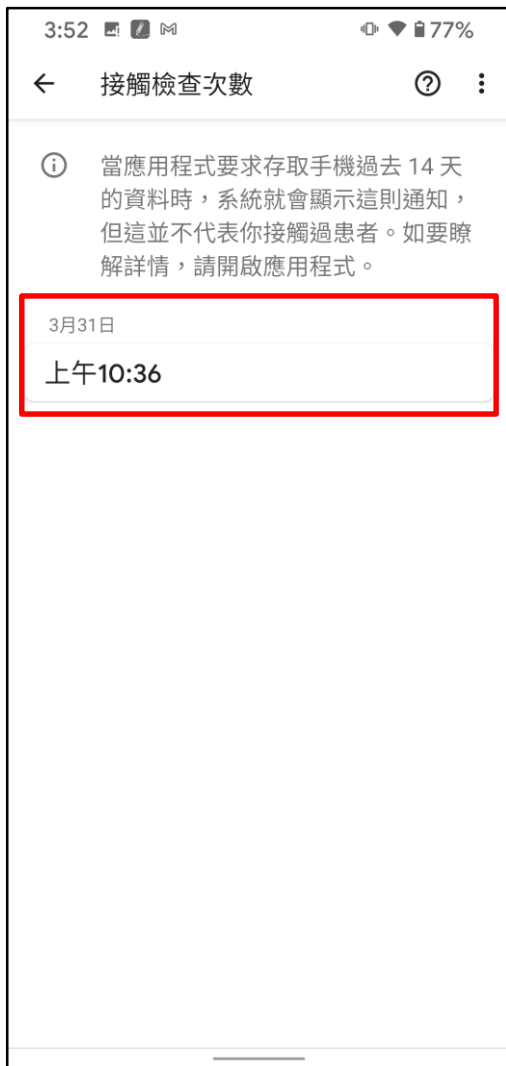 3:52 77%
接觸檢查次數
當應用程式要求存取手機過去 14 天
的資料時，系統就會顯示這則通知，
但這並不代表你接觸過患者。如要瞭
解詳情，請開啟應用程式。
3月31日
上午10:36